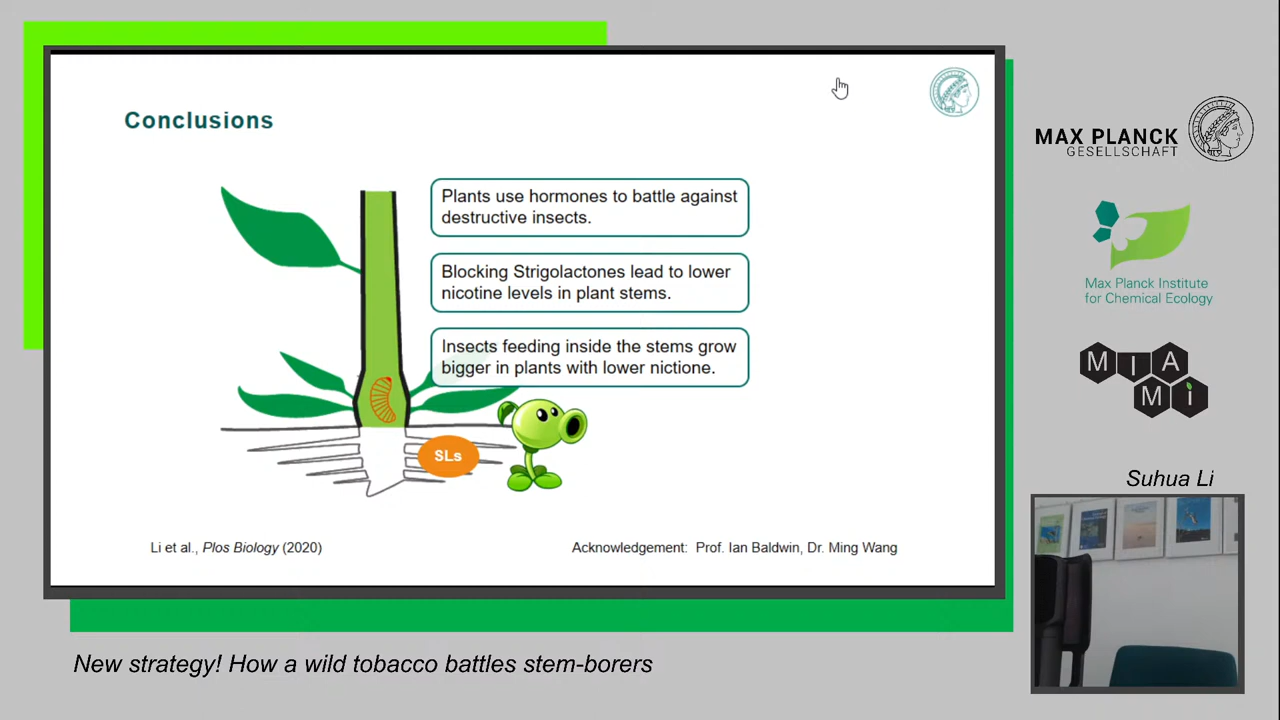 Conclusions
Plants use hormones to battle against
destructive insects.
Blocking Strigolactones lead to lower
nicotine levels in plant stems.
Insects feeding inside the stems grow
bigger in plants with lower nictione.
SLs
Li et al., Plos Biology (2020)
Acknowledgement: Prof. Ian Baldwin, Dr. Ming Wang
New strategy! How a wild tobacco battles stem-borers
MAX PLANCK
GESELLSCHAFT
Max Planck Institute
for Chemical Ecology
MIA
Mi
Suhua Li